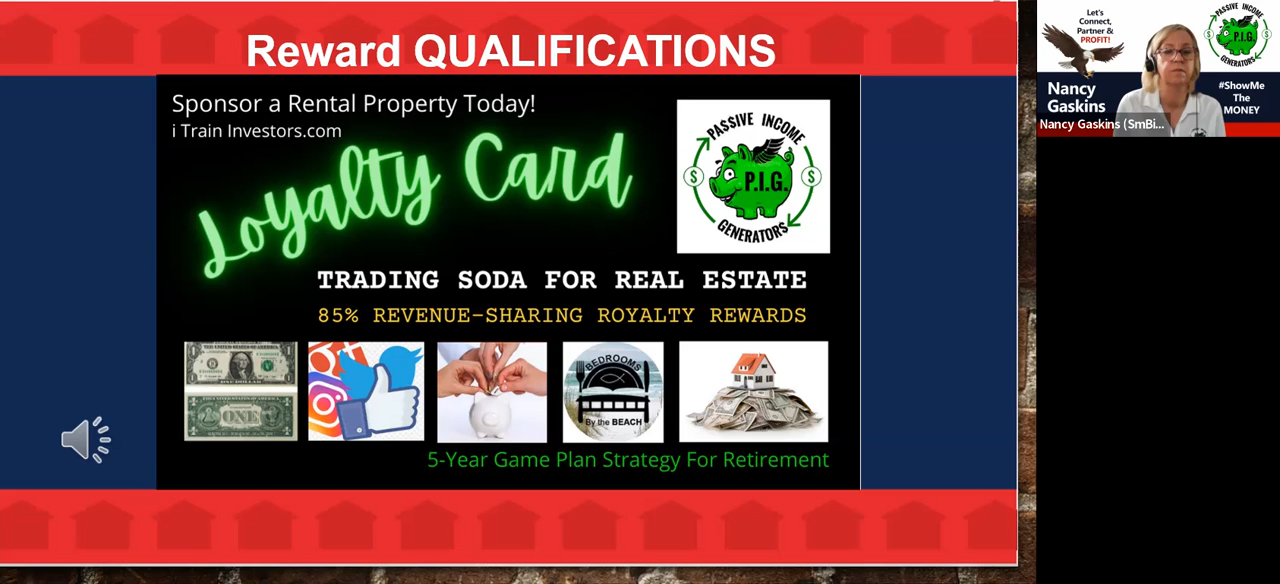 Reward QUALIFICATIONS
Sponsor a Rental Property Today!
i Train Investors.com
Loyalty Card
PASSIVE INCOME
$ P.I.G. $
GENERATORS
TRADING SODA FOR REAL ESTATE
85% REVENUE-SHARING ROYALTY REWARDS
ONE
BEDROOMS
By the BEACH
5-Year Game Plan Strategy For Retirement
Let's
Connect,
Partner &
PROFIT!
PASSIVE INCOME
$ P.I.G. $
GENERATORS
Nancy
Gaskins
#ShowMe
The
MONEY
Nancy Gaskins (SmBi...